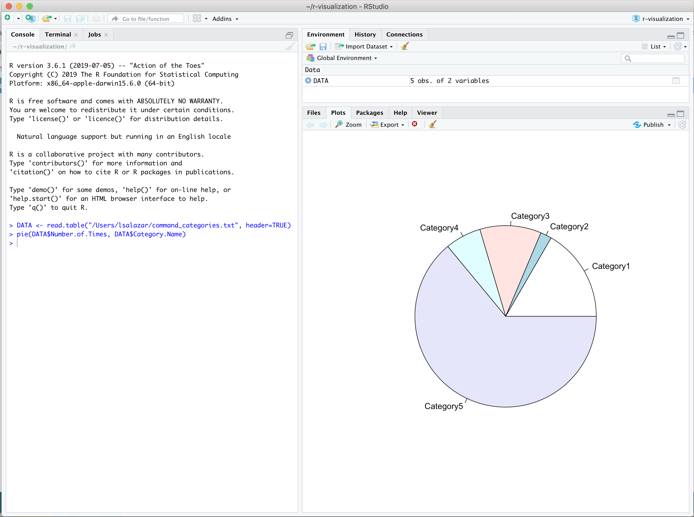 ~/r-visualization - RStudio
Go to file/function
Addins
r-visualization
Console Terminal Jobs
~/r-visualization/
R version 3.6.1 (2019-07-05) -- "Action of the Toes"
Copyright (C) 2019 The R Foundation for Statistical Computing
Platform: x86_64-apple-darwin15.6.0 (64-bit)
R is free software and comes with ABSOLUTELY NO WARRANTY.
You are welcome to redistribute it under certain conditions.
Type 'license()' or 'licence()' for distribution details.
Natural language support but running in an English locale
R is a collaborative project with many contributors.
Type 'contributors()' for more information and
'citation()' on how to cite R or R packages in publications.
Type 'demo()' for some demos, 'help()' for on-line help, or
'help.start()' for an HTML browser interface to help.
Type 'q()' to quit R.
> DATA <- read.table("/Users/lsalazar/command_categories.txt", header=TRUE)
> pie(DATA$Number.of.Times, DATA$Category.Name)
>
Environment History Connections
Import Dataset
List
Global Environment
Data
DATA 5 obs. of 2 variables
Files Plots Packages Help Viewer
Zoom Export Publish
Category3
Category2
Category4
Category1
Category5